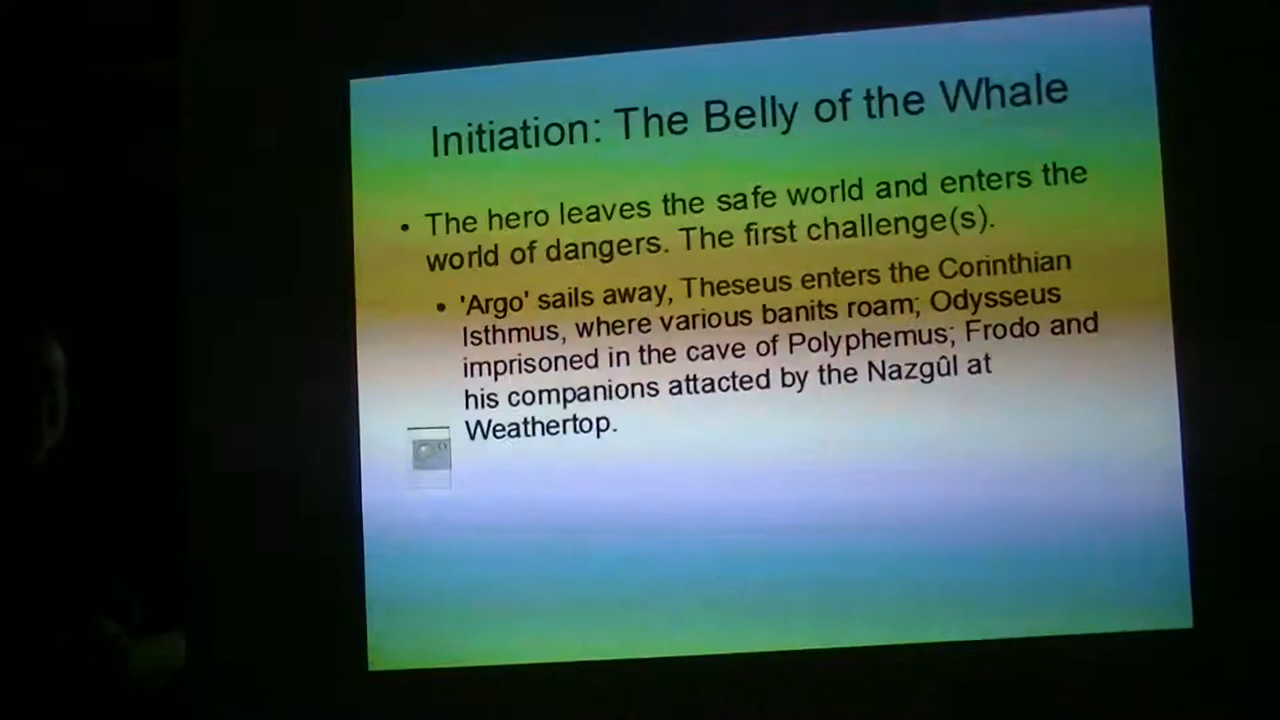 Initiation: The Belly of the Whale
• The hero leaves the safe world and enters the
world of dangers. The first challenge(s).
• 'Argo' sails away, Theseus enters the Corinthian
Isthmus, where various banits roam; Odysseus
imprisoned in the cave of Polyphemus; Frodo and
his companions attacted by the Nazgûl at
Weathertop.